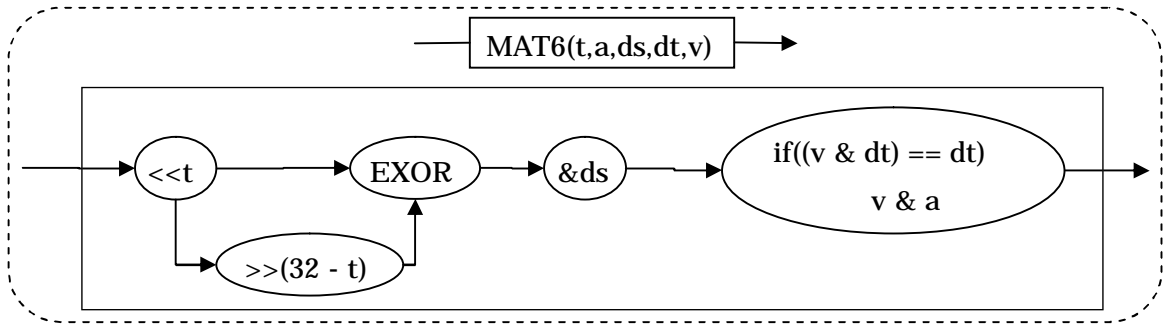 MAT6(t,a,ds,dt,v)
<<t
EXOR
&ds
if((v & dt) == dt)
v & a
>>(32 - t)